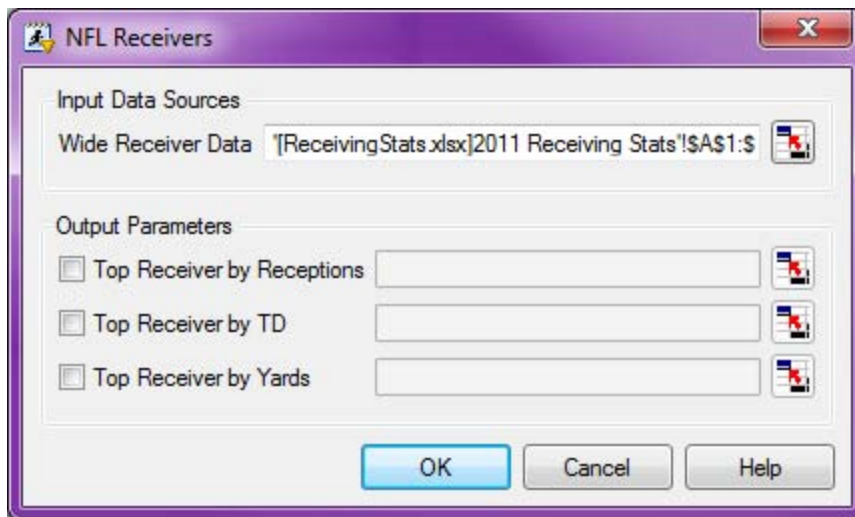 NFL Receivers
Input Data Sources
Wide Receiver Data "[ReceivingStats.xlsx]2011 Receiving Stats"!$A$1:$
Output Parameters
Top Receiver by Receptions
Top Receiver by TD
Top Receiver by Yards
OK Cancel Help